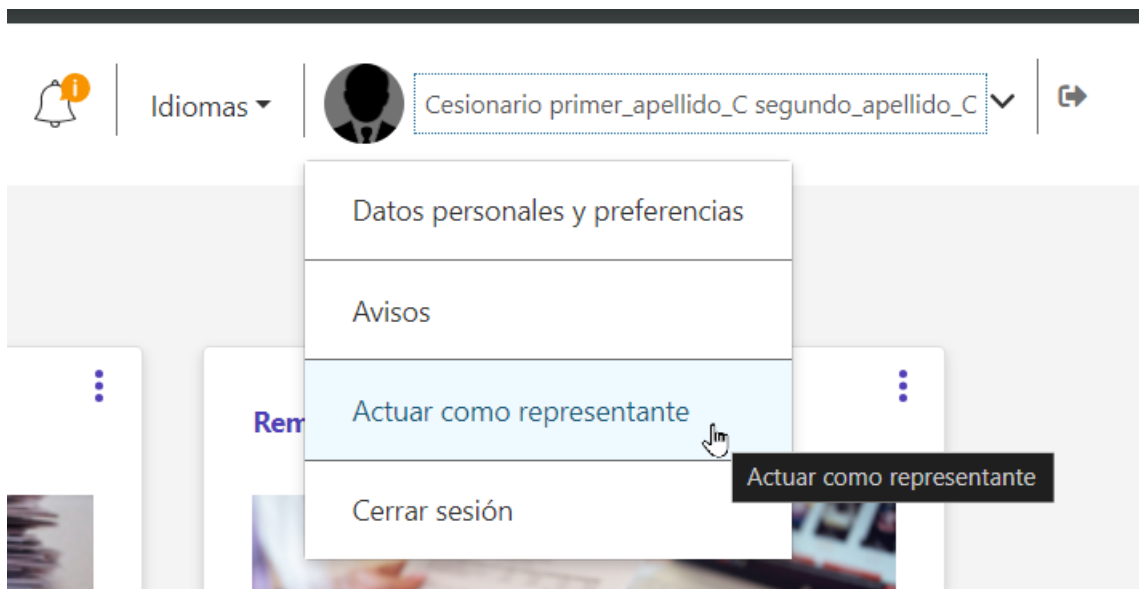 i
Idiomas
Cesionario primer_apellido_C segundo_apellido_C
Datos personales y preferencias
Avisos
Rem
Actuar como representante
Actuar como representante
Cerrar sesión